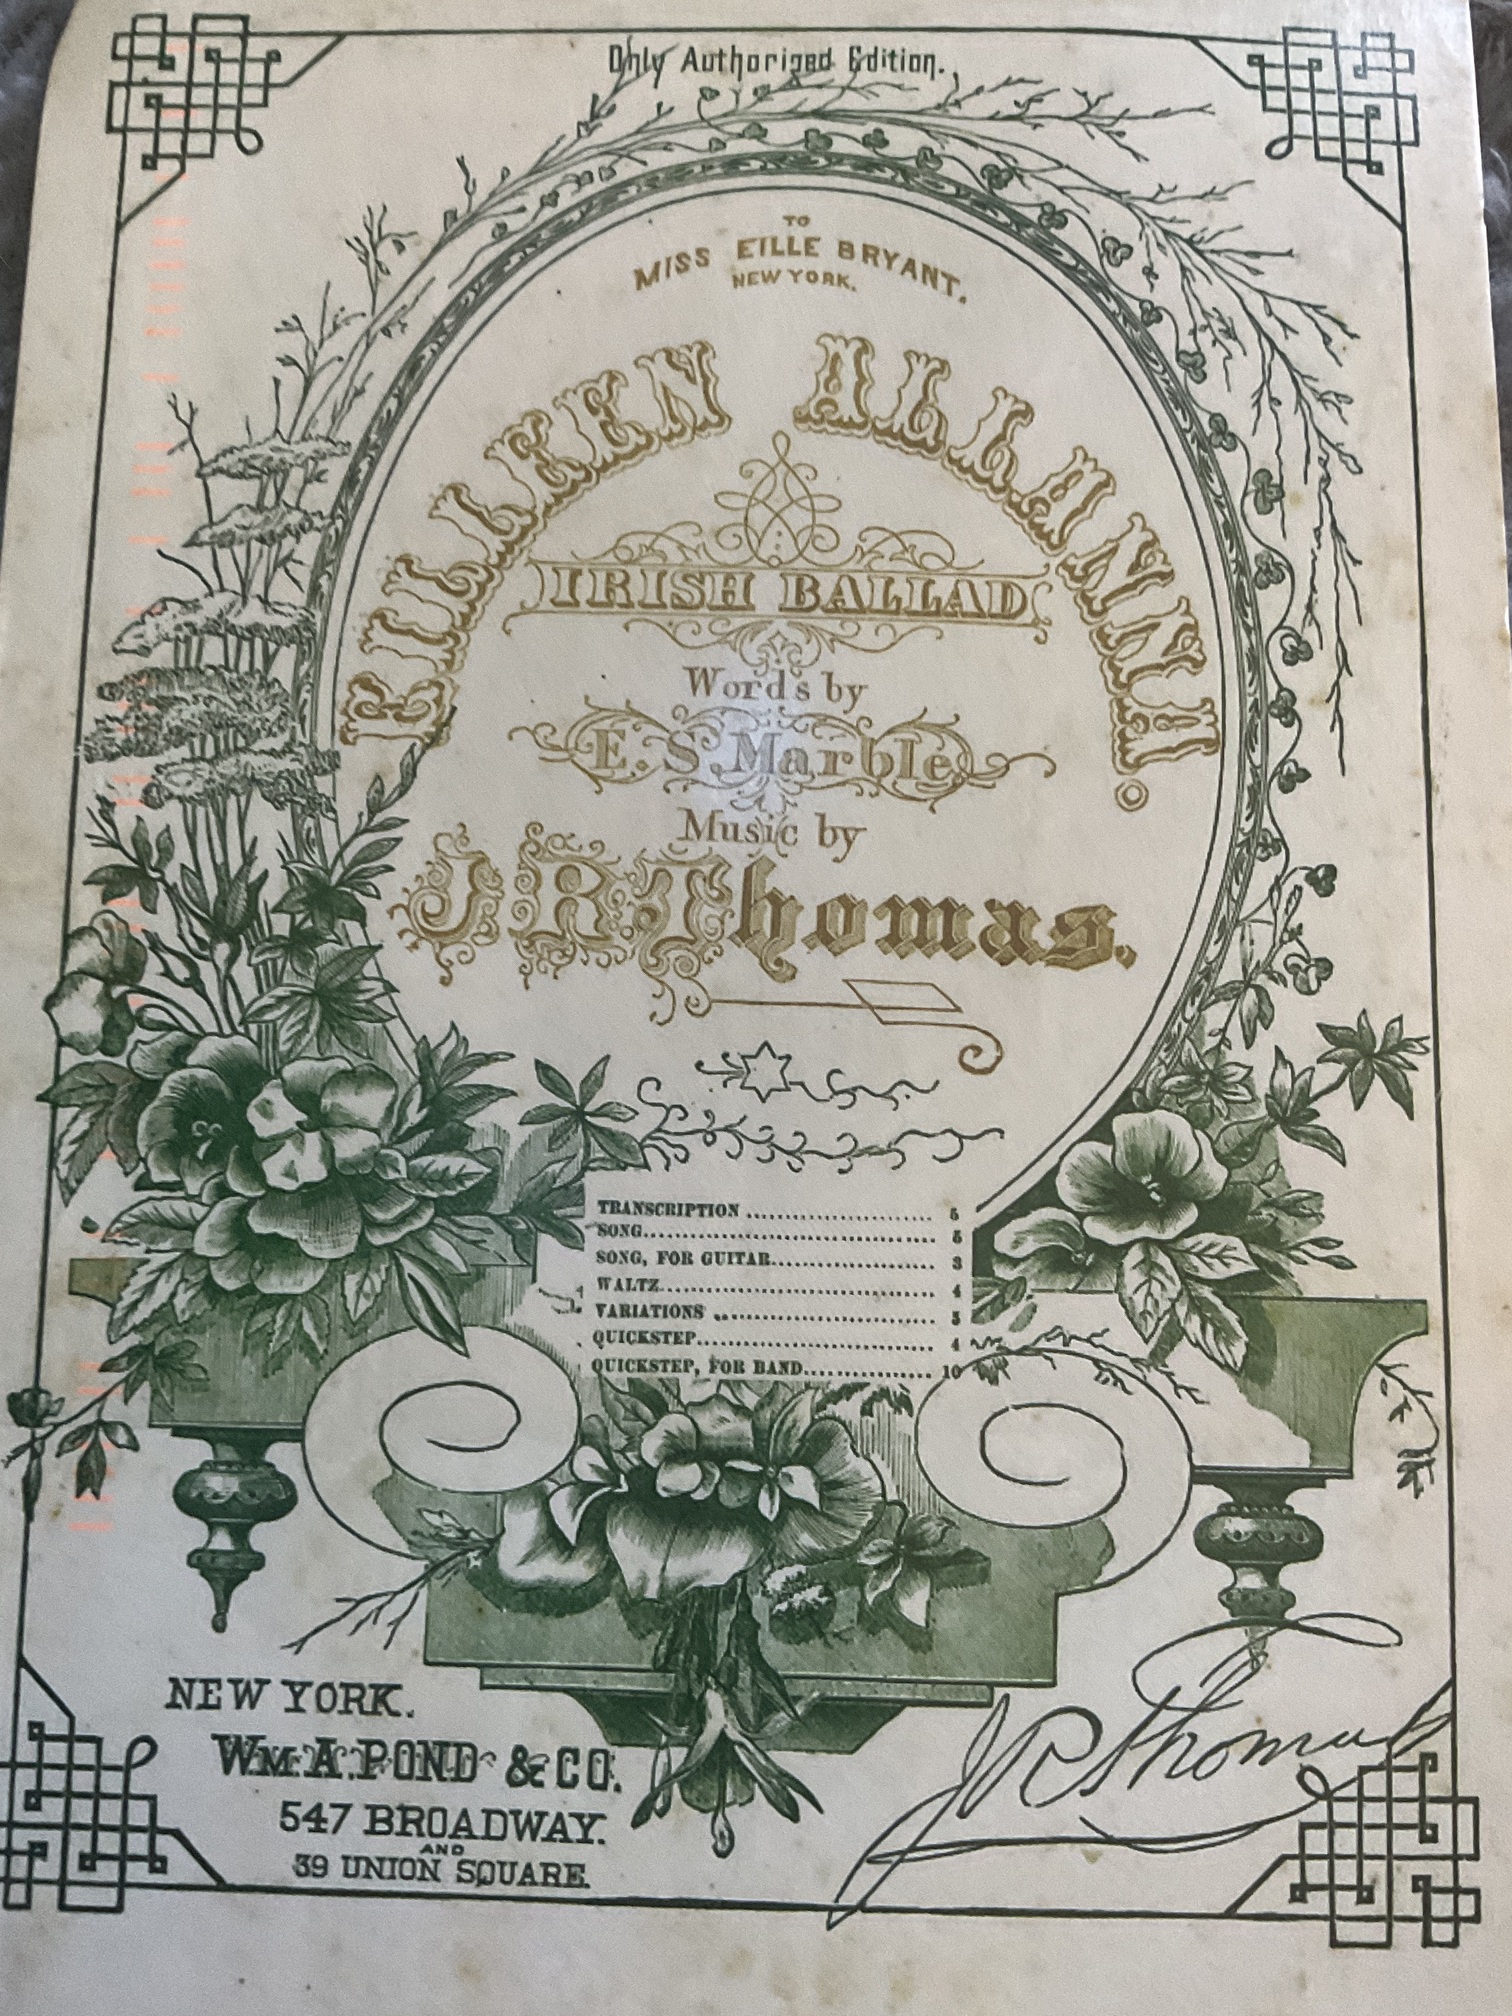 Only Authorized Edition.
TO
MISS EILLE BRYANT.
NEW YORK.
EILEEN ALLANNA!
IRISH BALLAD
Words by
E. S. Marble
Music by
J. R. Thomas.
TRANSCRIPTION .......................... 5
SONG.......................................... 5
SONG, FOR GUITAR....................... 3
WALTZ........................................ 4
VARIATIONS ............................... 5
QUICKSTEP.................................. 4
QUICKSTEP, FOR BAND.................. 10
NEW YORK.
WM. A. POND & CO.
547 BROADWAY.
AND
39 UNION SQUARE.
JRThomas